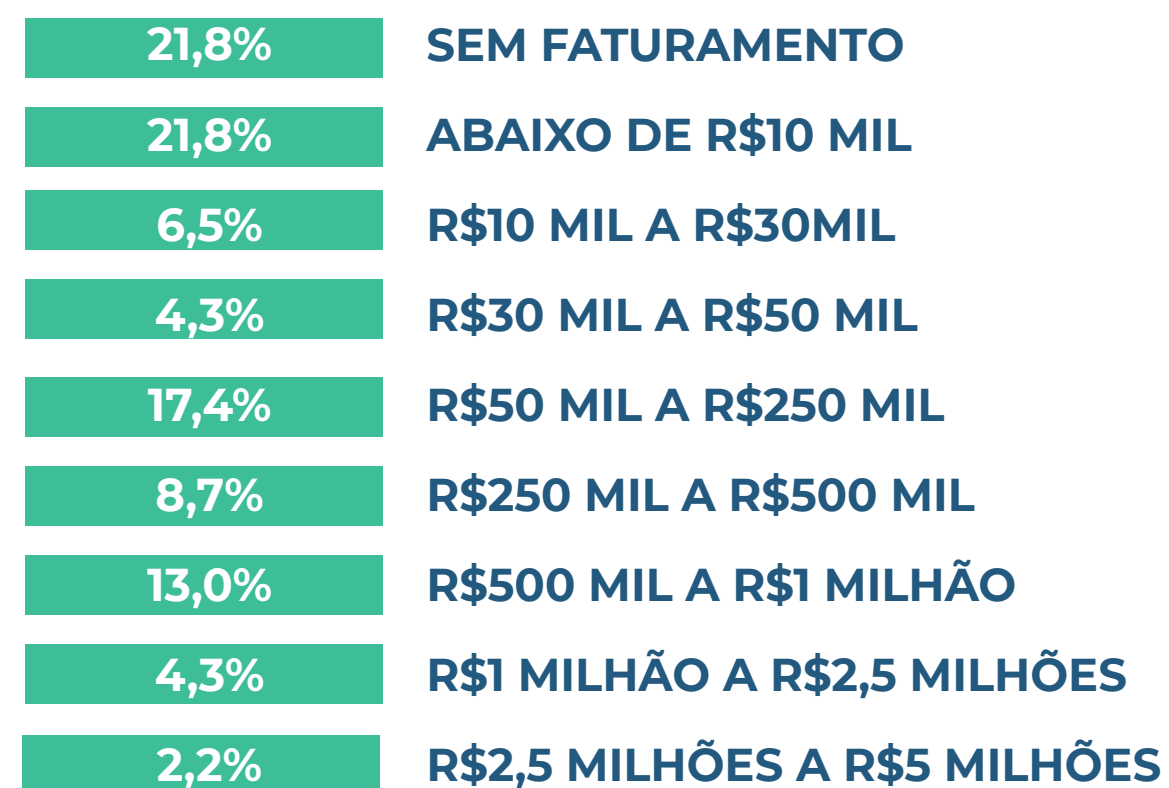 21,8% SEM FATURAMENTO
21,8% ABAIXO DE R$10 MIL
6,5% R$10 MIL A R$30MIL
4,3% R$30 MIL A R$50 MIL
17,4% R$50 MIL A R$250 MIL
8,7% R$250 MIL A R$500 MIL
13,0% R$500 MIL A R$1 MILHÃO
4,3% R$1 MILHÃO A R$2,5 MILHÕES
2,2% R$2,5 MILHÕES A R$5 MILHÕES